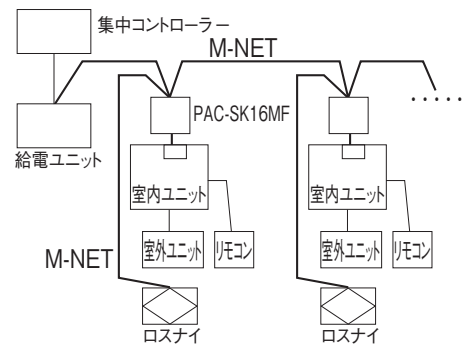 集中コントローラー
M-NET
PAC-SK16MF
給電ユニット
室内ユニット
室内ユニット
室外ユニット
リモコン
室外ユニット
リモコン
M-NET
ロスナイ
ロスナイ